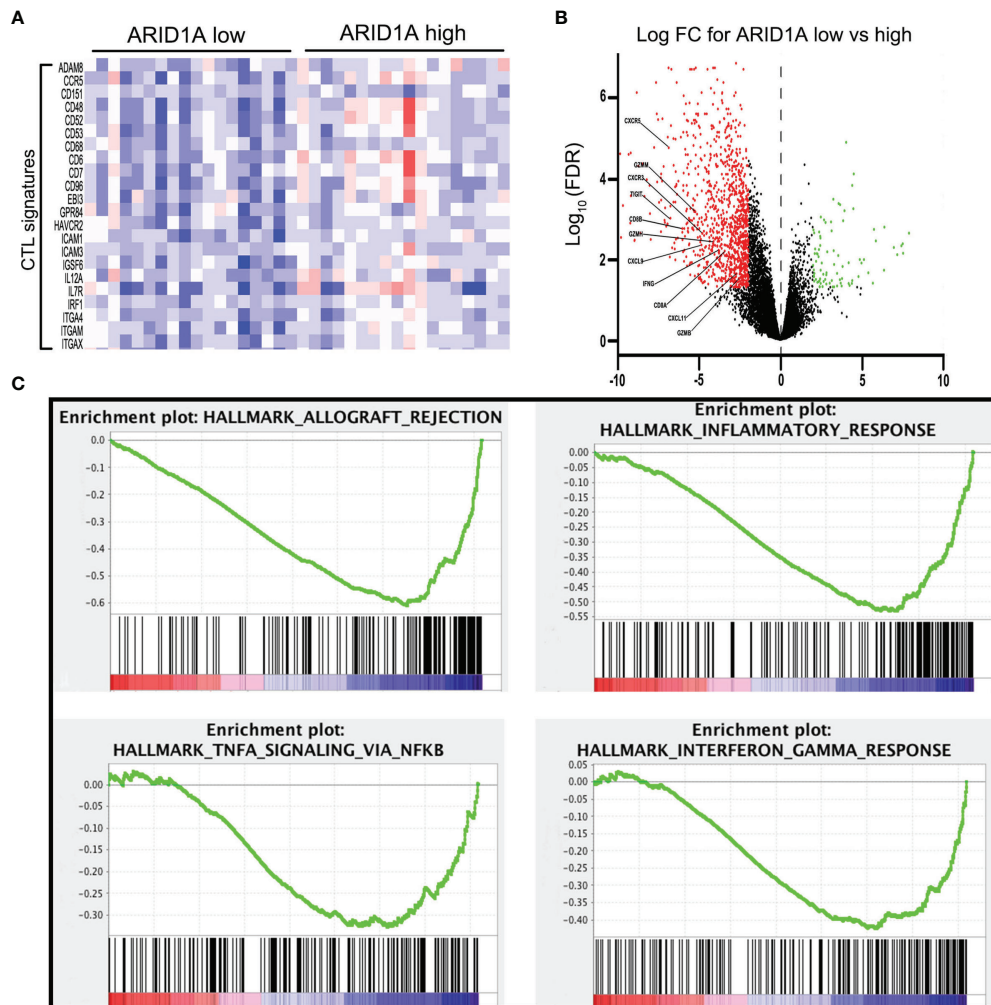 A
ARID1A low
ARID1A high
CTL signatures
ADAM8
CCR5
CD151
CD48
CD52
CD53
CD68
CD6
CD7
CD96
EBI3
GPR84
HAVCR2
ICAM1
ICAM3
IGSF6
IL12A
IL7R
IRF1
ITGA4
ITGAM
ITGAX
B
Log FC for ARID1A low vs high
Log10 (FDR)
6
4
2
0
-10
-5
0
5
10
CXCR5
GZMM
CXCR3
TIGIT
CD8B
GZMH
CXCL9
IFNG
CD8A
CXCL11
GZMB
C
Enrichment plot: HALLMARK_ALLOGRAFT_REJECTION
0.0
-0.1
-0.2
-0.3
-0.4
-0.5
-0.6
Enrichment plot:
HALLMARK_INFLAMMATORY_RESPONSE
0.00
-0.05
-0.10
-0.15
-0.20
-0.25
-0.30
-0.35
-0.40
-0.45
-0.50
-0.55
Enrichment plot:
HALLMARK_TNFA_SIGNALING_VIA_NFKB
0.00
-0.05
-0.10
-0.15
-0.20
-0.25
-0.30
Enrichment plot:
HALLMARK_INTERFERON_GAMMA_RESPONSE
0.05
0.00
-0.05
-0.10
-0.15
-0.20
-0.25
-0.30
-0.35
-0.40